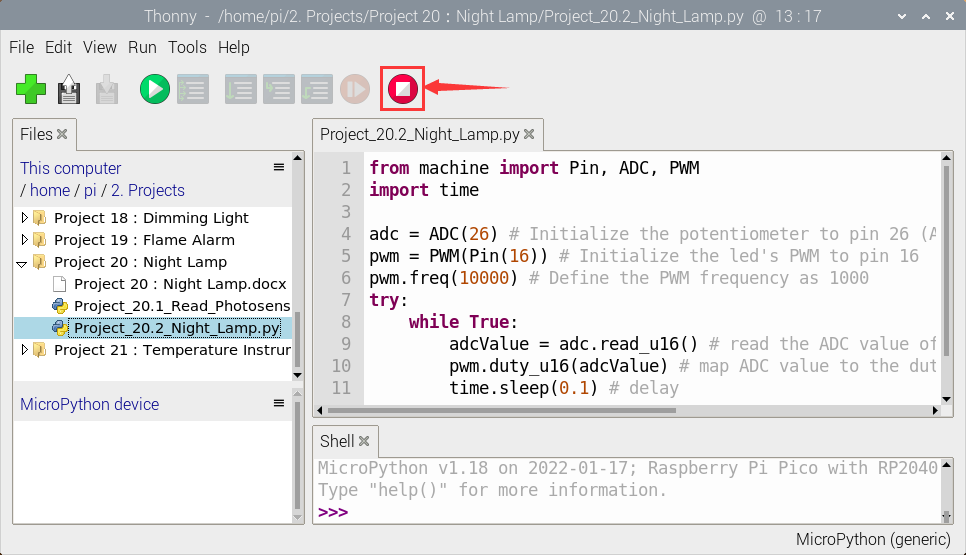 Thonny - /home/pi/2. Projects/Project 20 : Night Lamp/Project_20.2_Night_Lamp.py @ 13 : 17
File Edit View Run Tools Help
Files
This computer
/ home / pi / 2. Projects
Project 18 : Dimming Light
Project 19 : Flame Alarm
Project 20 : Night Lamp
Project 20 : Night Lamp.docx
Project_20.1_Read_Photosens
Project_20.2_Night_Lamp.py
Project 21 : Temperature Instrur
MicroPython device
Project_20.2_Night_Lamp.py
1 from machine import Pin, ADC, PWM
2 import time
3
4 adc = ADC(26) # Initialize the potentiometer to pin 26 (A
5 pwm = PWM(Pin(16)) # Initialize the led's PWM to pin 16
6 pwm.freq(10000) # Define the PWM frequency as 1000
7 try:
8     while True:
9         adcValue = adc.read_u16() # read the ADC value of
10         pwm.duty_u16(adcValue) # map ADC value to the dut
11         time.sleep(0.1) # delay
Shell
MicroPython v1.18 on 2022-01-17; Raspberry Pi Pico with RP2040
Type "help()" for more information.
>>>
MicroPython (generic)